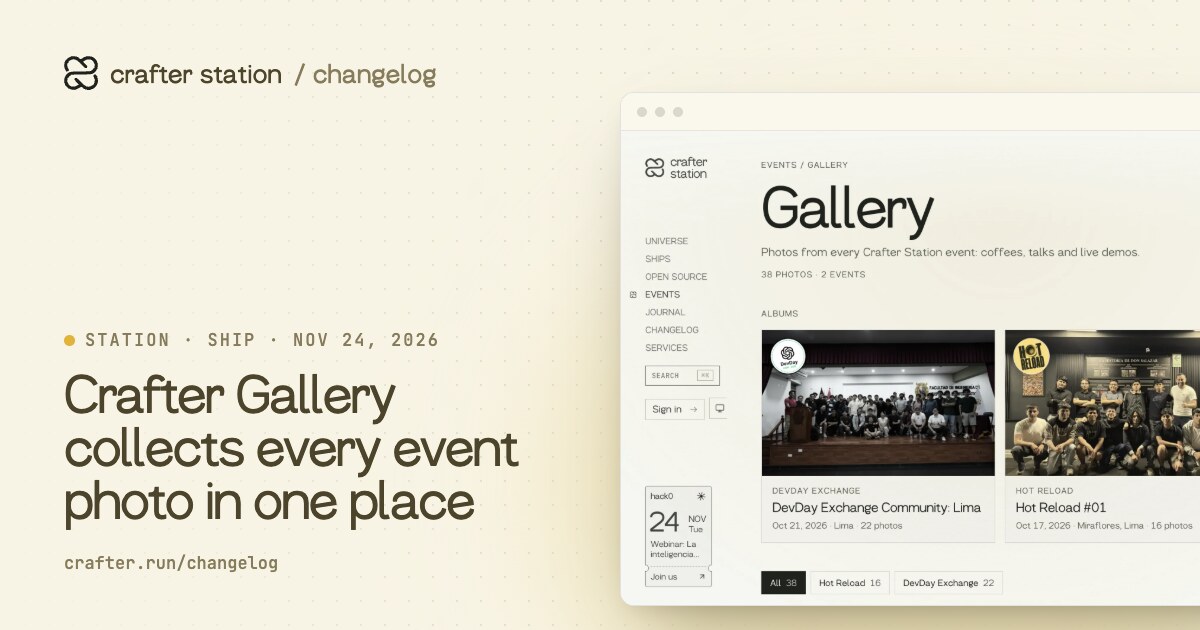 crafter station / changelog
STATION · SHIP · NOV 24, 2026
Crafter Gallery
collects every event
photo in one place
crafter.run/changelog
crafter
station
UNIVERSE
SHIPS
OPEN SOURCE
EVENTS
JOURNAL
CHANGELOG
SERVICES
SEARCH
Sign in →
hack0
24 NOV
Tue
Webinar: La
inteligencia...
Join us
EVENTS / GALLERY
Gallery
Photos from every Crafter Station event: coffees, talks and live demos.
38 PHOTOS · 2 EVENTS
ALBUMS
DevDay
DEVDAY EXCHANGE
DevDay Exchange Community: Lima
Oct 21, 2026 · Lima · 22 photos
HOT
RELOAD
HOT RELOAD
Hot Reload #01
Oct 17, 2026 · Miraflores, Lima · 16 photos
All 38
Hot Reload 16
DevDay Exchange 22